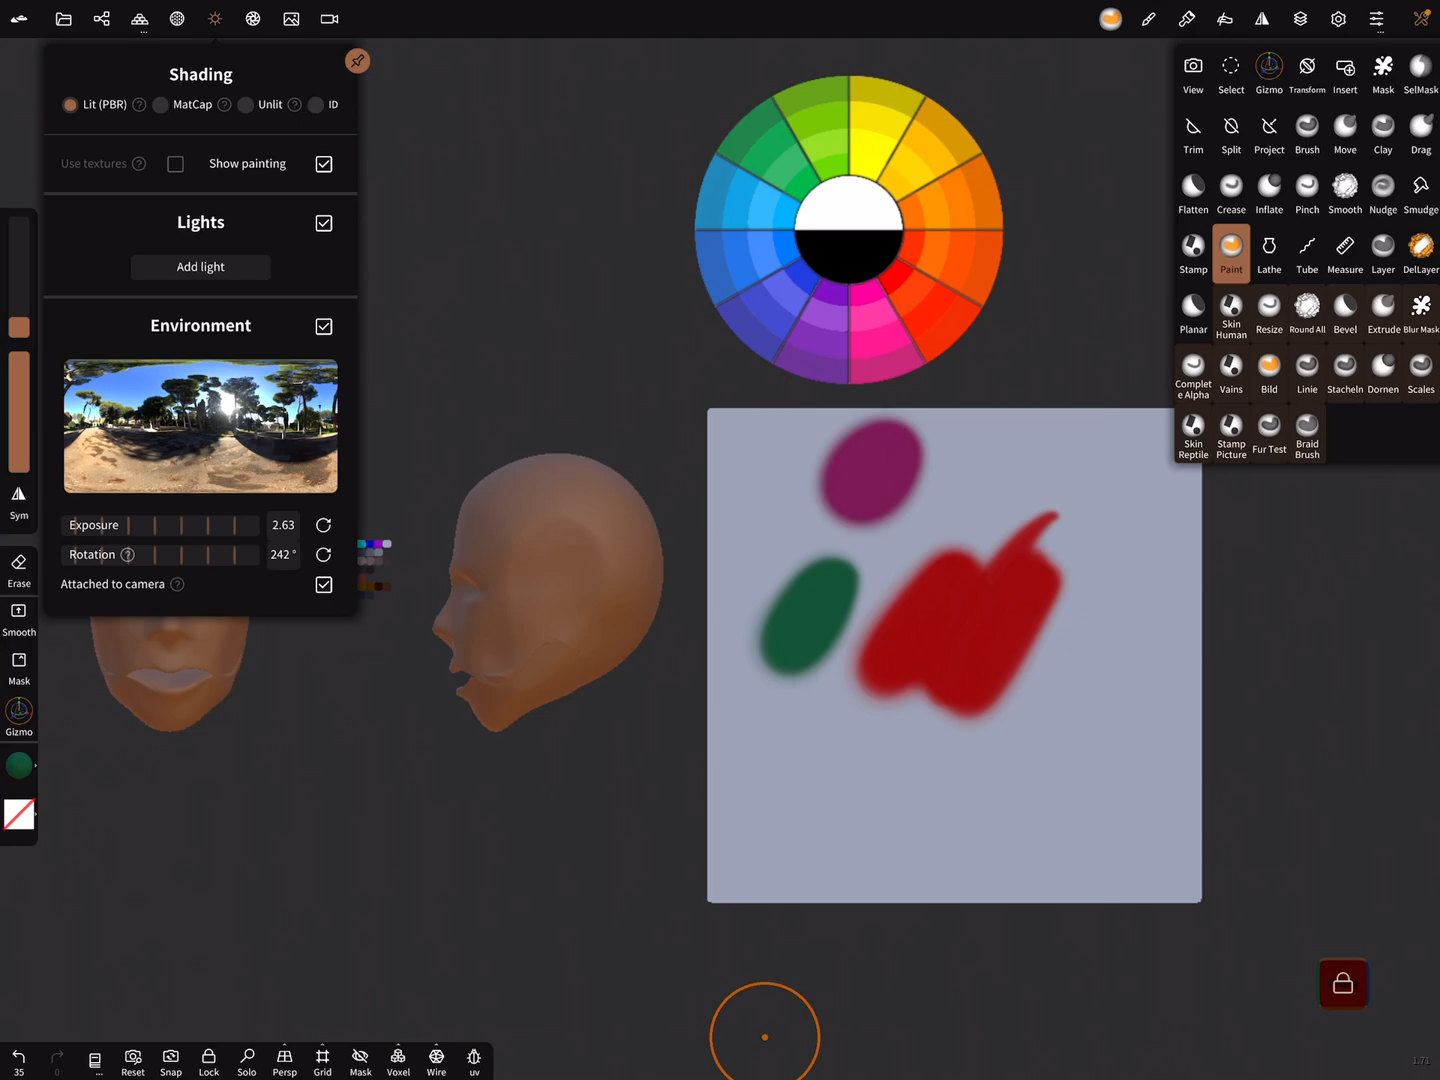 Shading
Lit (PBR) ? MatCap ? Unlit ? ID
Use textures ? Show painting
Lights
Add light
Environment
Exposure 2.63
Rotation ? 242 °
Attached to camera ?
Sym
Erase
Smooth
Mask
Gizmo
View Select Gizmo Transform Insert Mask SelMask
Trim Split Project Brush Move Clay Drag
Flatten Crease Inflate Pinch Smooth Nudge Smudge
Stamp Paint Lathe Tube Measure Layer DelLayer
Planar Skin Human Resize Round All Bevel Extrude Blur Mask
Complet e Alpha Vains Bild Linie Stacheln Dornen Scales
Skin Reptile Stamp Picture Fur Test Braid Brush
35 0 ... Reset Snap Lock Solo Persp Grid Mask Voxel Wire uv
1.71